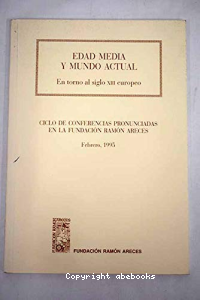 EDAD MEDIA
Y MUNDO ACTUAL
En torno al siglo XIII europeo
CICLO DE CONFERENCIAS PRONUNCIADAS
EN LA FUNDACIÓN RAMÓN ARECES
Febrero, 1995
FUNDACIÓN RAMÓN ARECES
Copyright abebooks